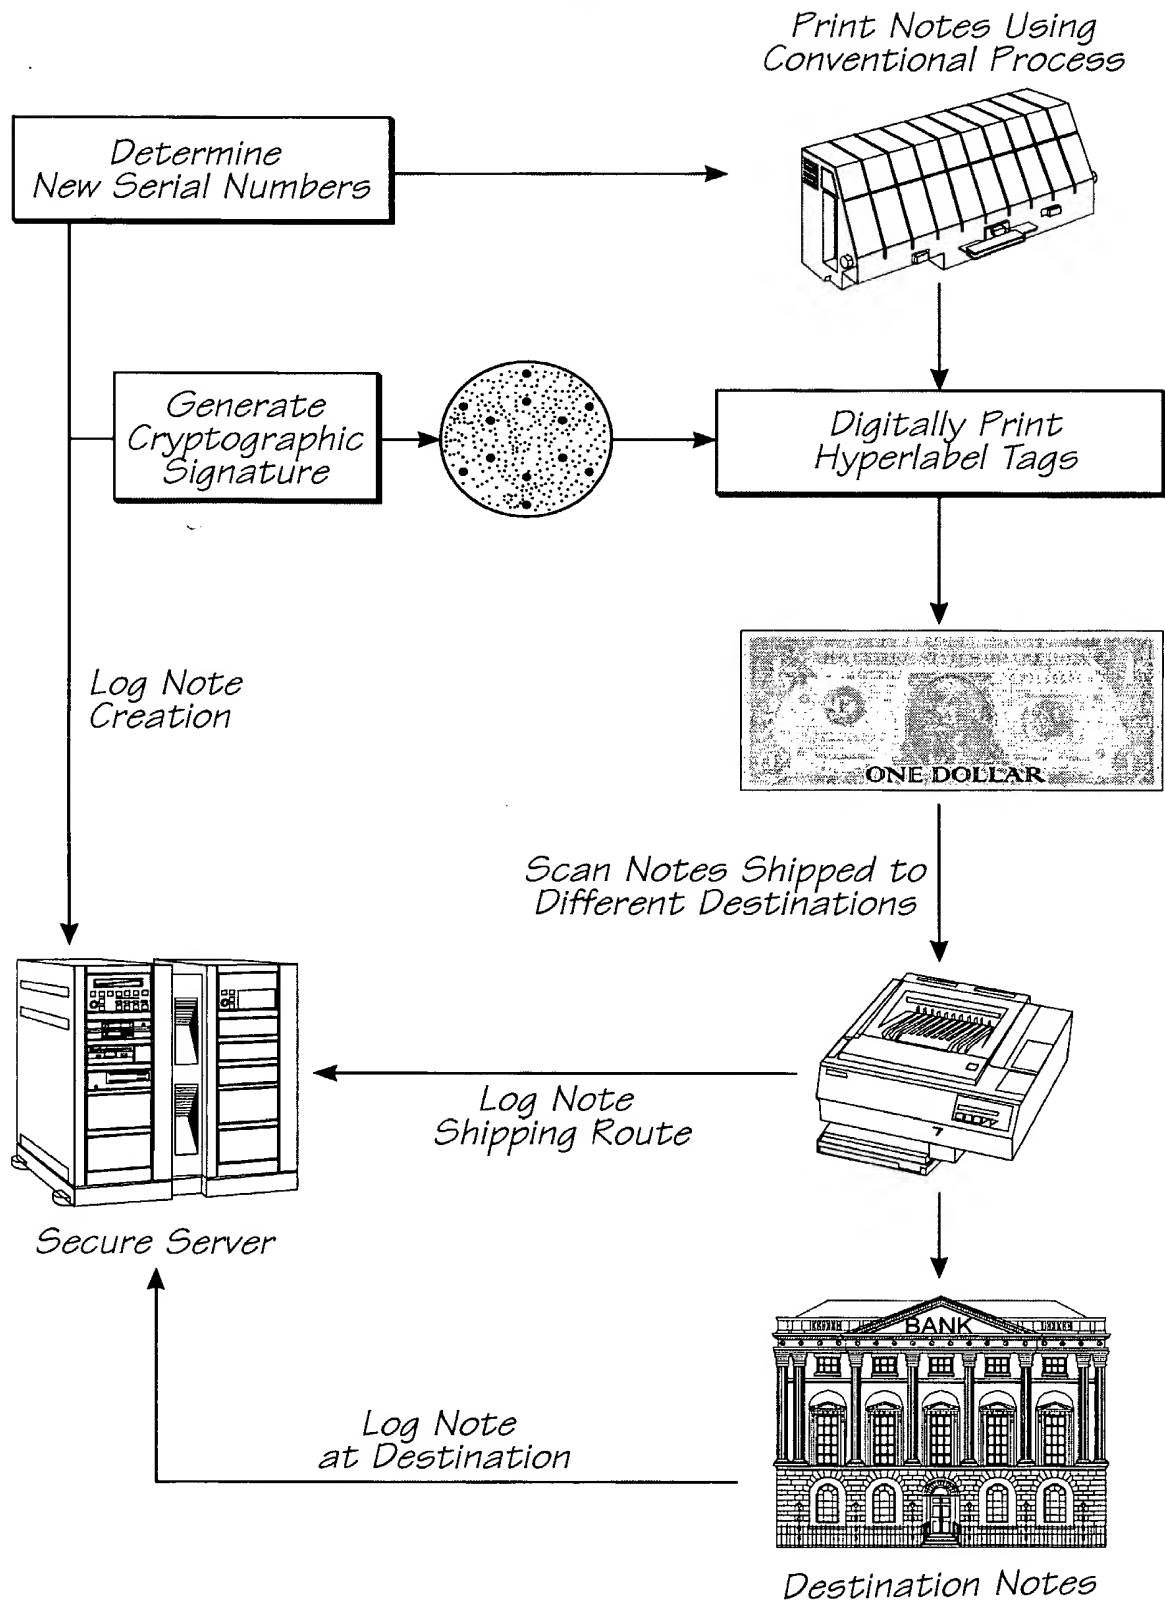 Print Notes Using
Conventional Process
Determine
New Serial Numbers
Generate
Cryptographic
Signature
Digitally Print
Hyperlabel Tags
Log Note
Creation
ONE DOLLAR
Scan Notes Shipped to
Different Destinations
Log Note
Shipping Route
Secure Server
BANK
Log Note
at Destination
Destination Notes